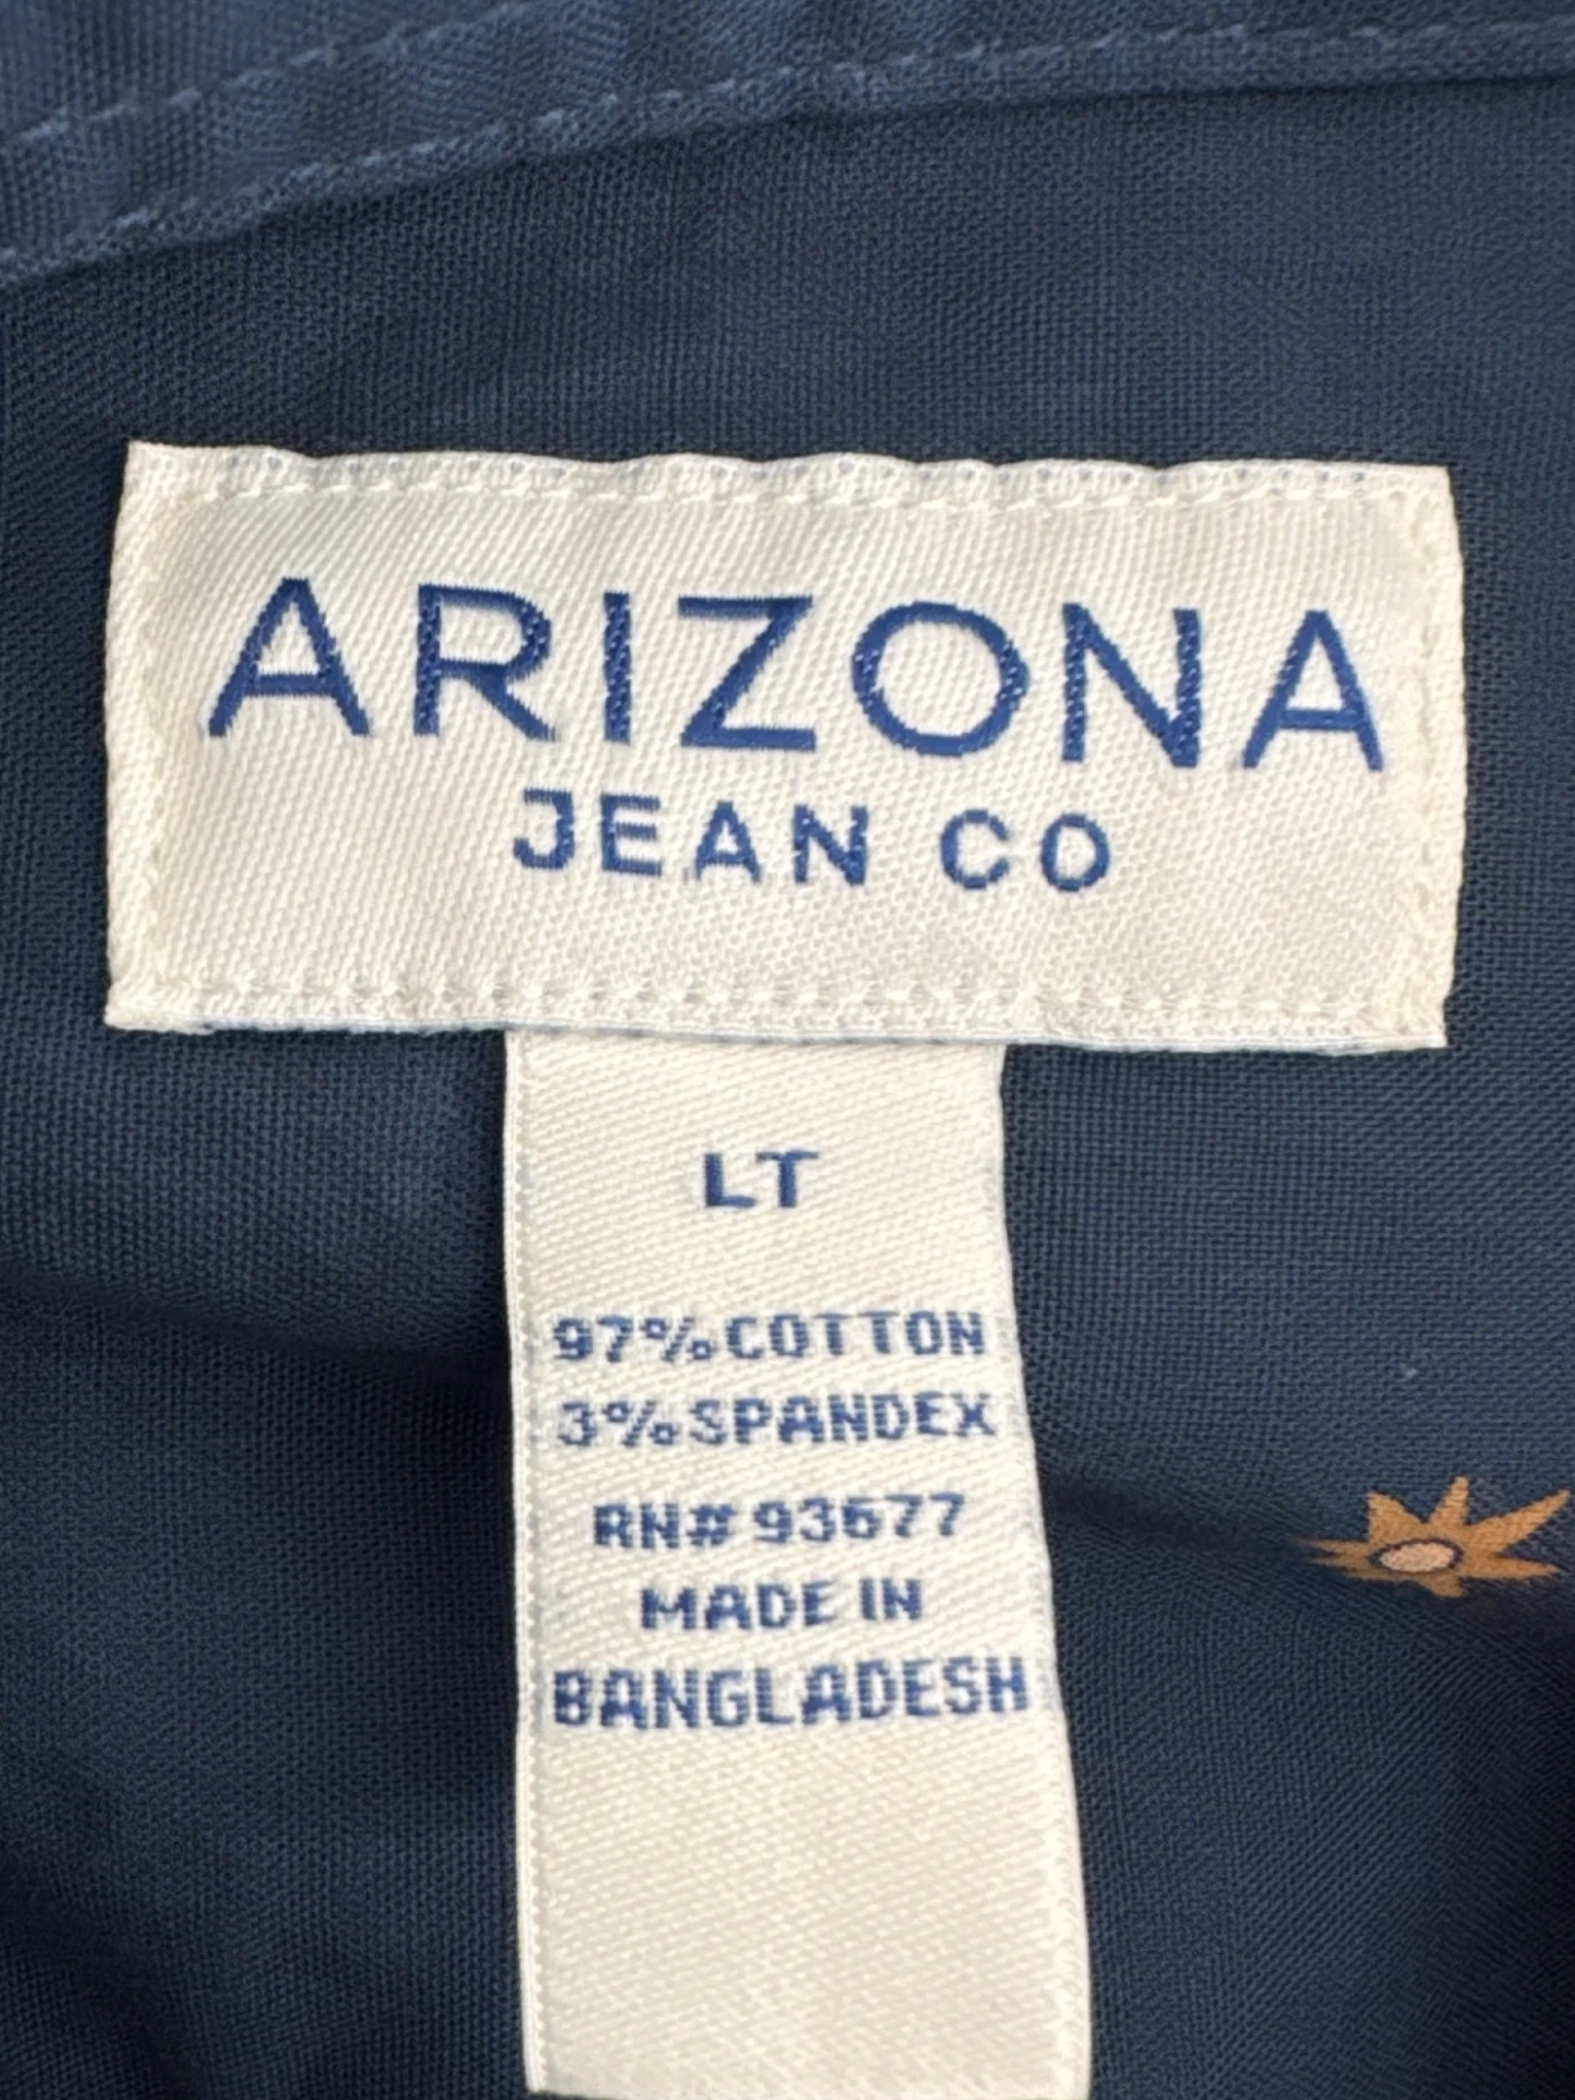 ARIZONA
JEAN CO
LT
97% COTTON
3% SPANDEX
RN# 93677
MADE IN
BANGLADESH